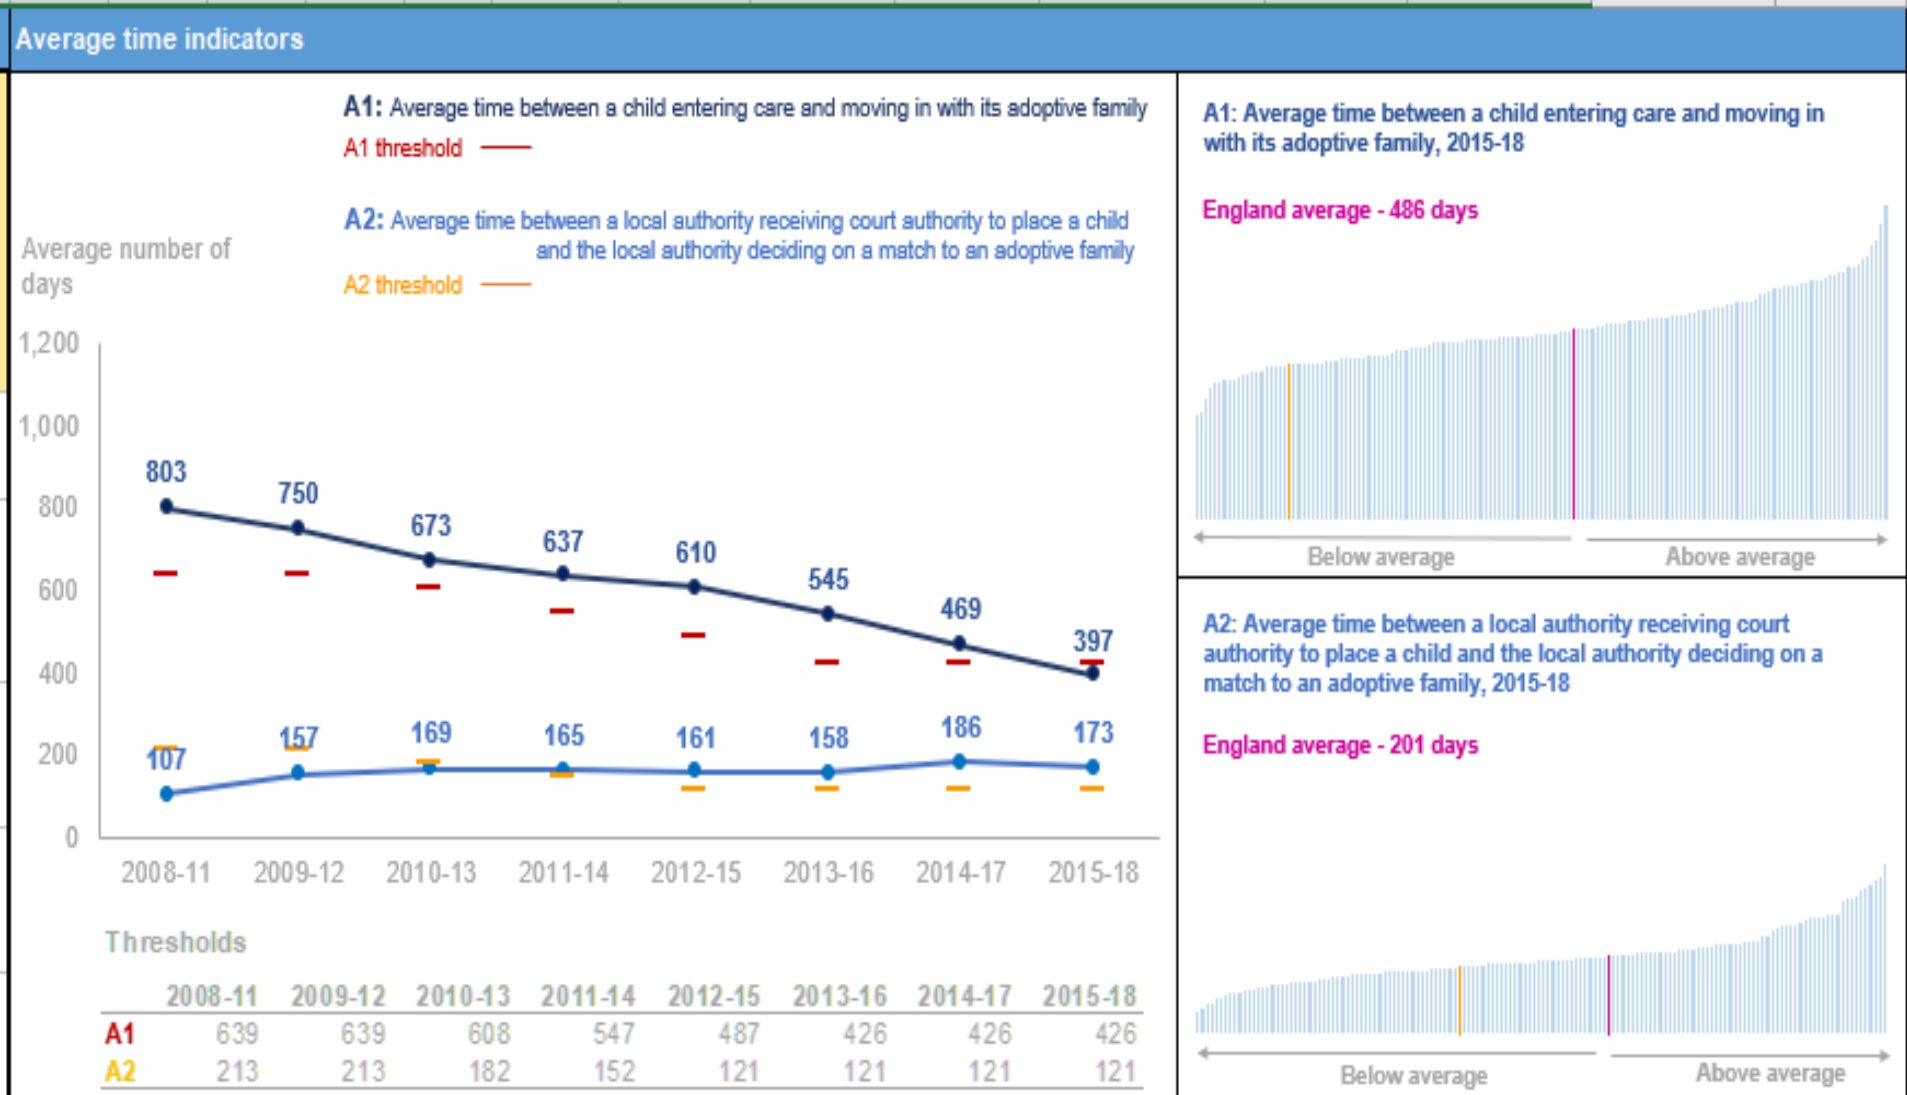 Average time indicators
A1: Average time between a child entering care and moving in with its adoptive family
A1 threshold
A2: Average time between a local authority receiving court authority to place a child
and the local authority deciding on a match to an adoptive family
A2 threshold
Average number of
days
1,200
1,000
800
600
400
200
0
803
750
673
637
610
545
469
397
107
157
169
165
161
158
186
173
2008-11 2009-12 2010-13 2011-14 2012-15 2013-16 2014-17 2015-18
Thresholds
2008-11 2009-12 2010-13 2011-14 2012-15 2013-16 2014-17 2015-18
A1 639 639 608 547 487 426 426 426
A2 213 213 182 152 121 121 121 121
A1: Average time between a child entering care and moving in
with its adoptive family, 2015-18
England average - 486 days
Below average
Above average
A2: Average time between a local authority receiving court
authority to place a child and the local authority deciding on a
match to an adoptive family, 2015-18
England average - 201 days
Below average
Above average